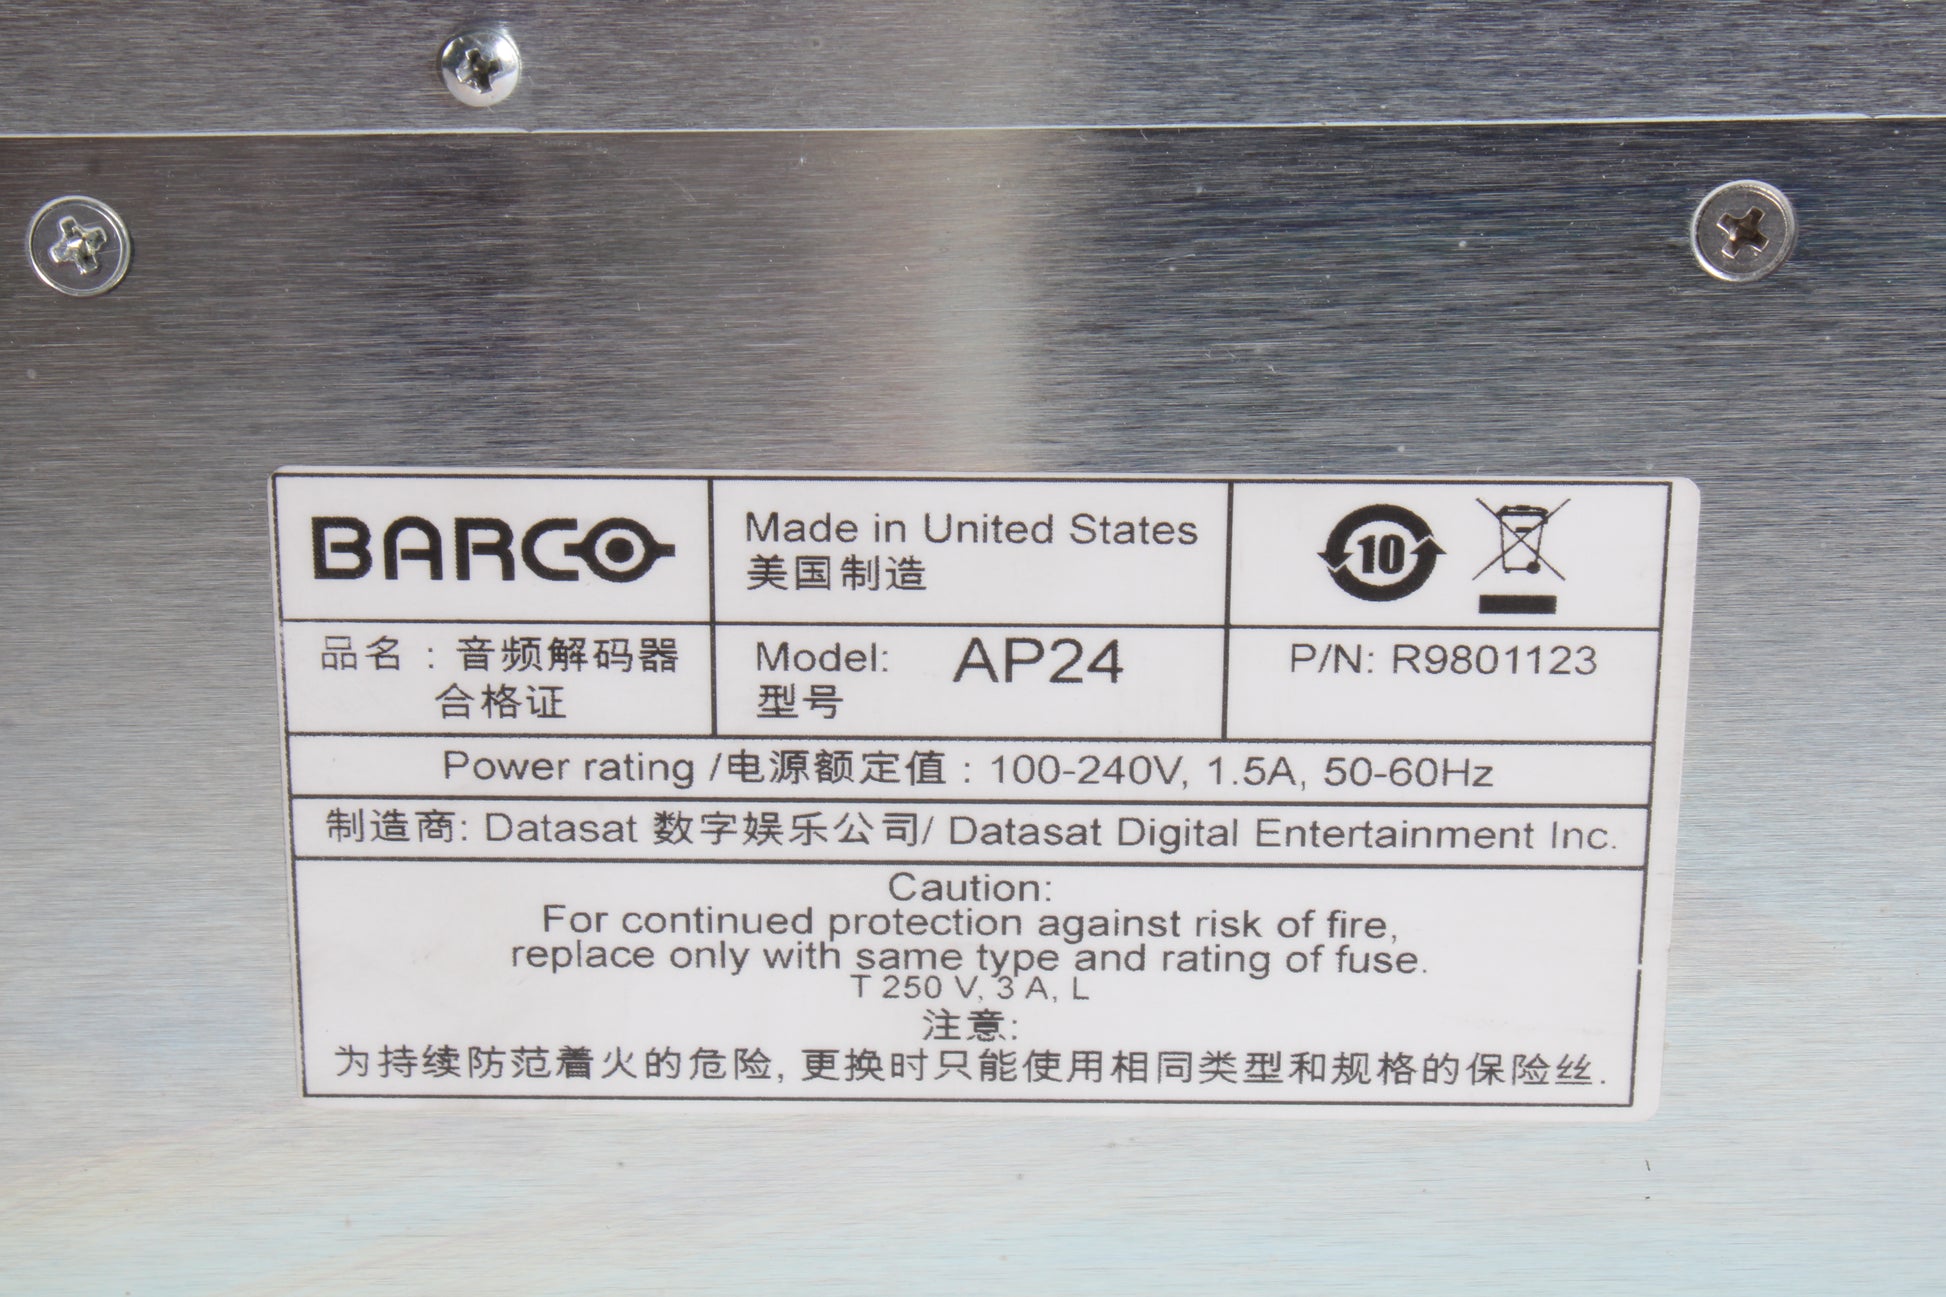 BARCO
Made in United States
美国制造
10
品名：音频解码器
合格证
Model: AP24
型号
P/N: R9801123
Power rating /电源额定值：100-240V, 1.5A, 50-60Hz
制造商: Datasat 数字娱乐公司/ Datasat Digital Entertainment Inc.
Caution:
For continued protection against risk of fire,
replace only with same type and rating of fuse.
T 250 V, 3 A, L
注意:
为持续防范着火的危险, 更换时只能使用相同类型和规格的保险丝.